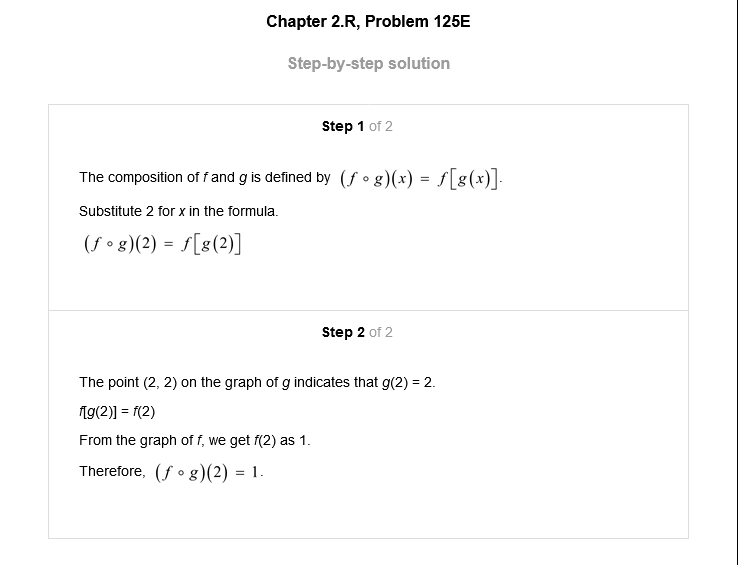 Chapter 2.R, Problem 125E
Step-by-step solution
Step 1 of 2
The composition of f and g is defined by (f ∘ g)(x) = f[g(x)].
Substitute 2 for x in the formula.
(f ∘ g)(2) = f[g(2)]
Step 2 of 2
The point (2, 2) on the graph of g indicates that g(2) = 2.
f[g(2)] = f(2)
From the graph of f, we get f(2) as 1.
Therefore, (f ∘ g)(2) = 1.